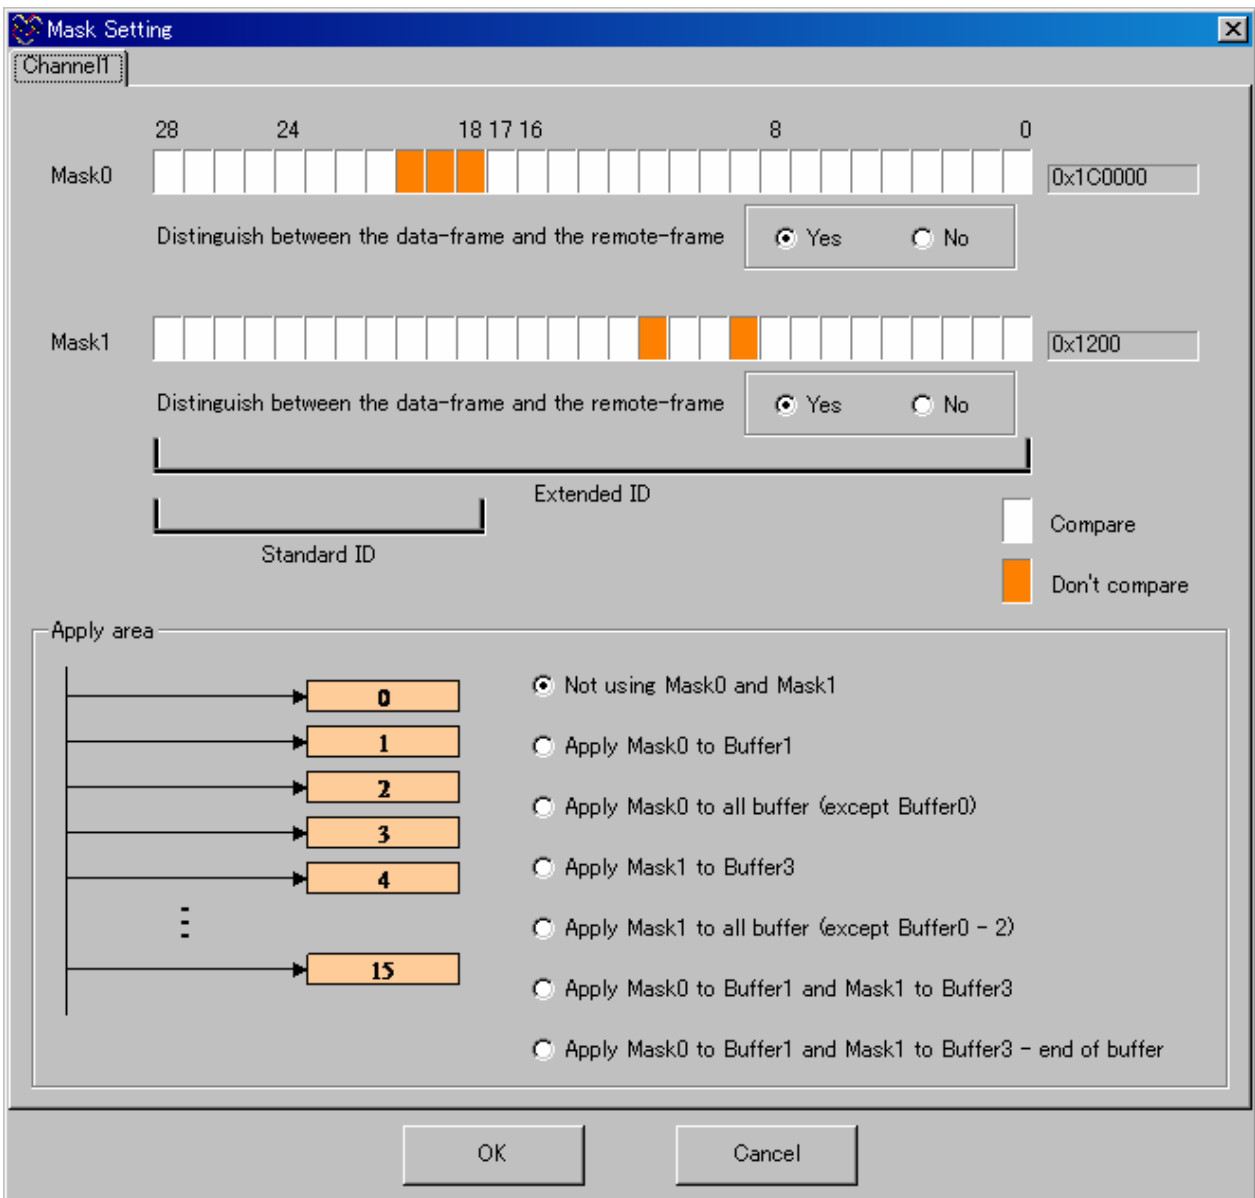 Mask Setting
Channel1
28 24 18 17 16 8 0
Mask0 0x1C0000
Distinguish between the data-frame and the remote-frame Yes No
Mask1 0x1200
Distinguish between the data-frame and the remote-frame Yes No
Extended ID
Standard ID
Compare
Don't compare
Apply area
0
1
2
3
4
15
Not using Mask0 and Mask1
Apply Mask0 to Buffer1
Apply Mask0 to all buffer (except Buffer0)
Apply Mask1 to Buffer3
Apply Mask1 to all buffer (except Buffer0 - 2)
Apply Mask0 to Buffer1 and Mask1 to Buffer3
Apply Mask0 to Buffer1 and Mask1 to Buffer3 - end of buffer
OK Cancel